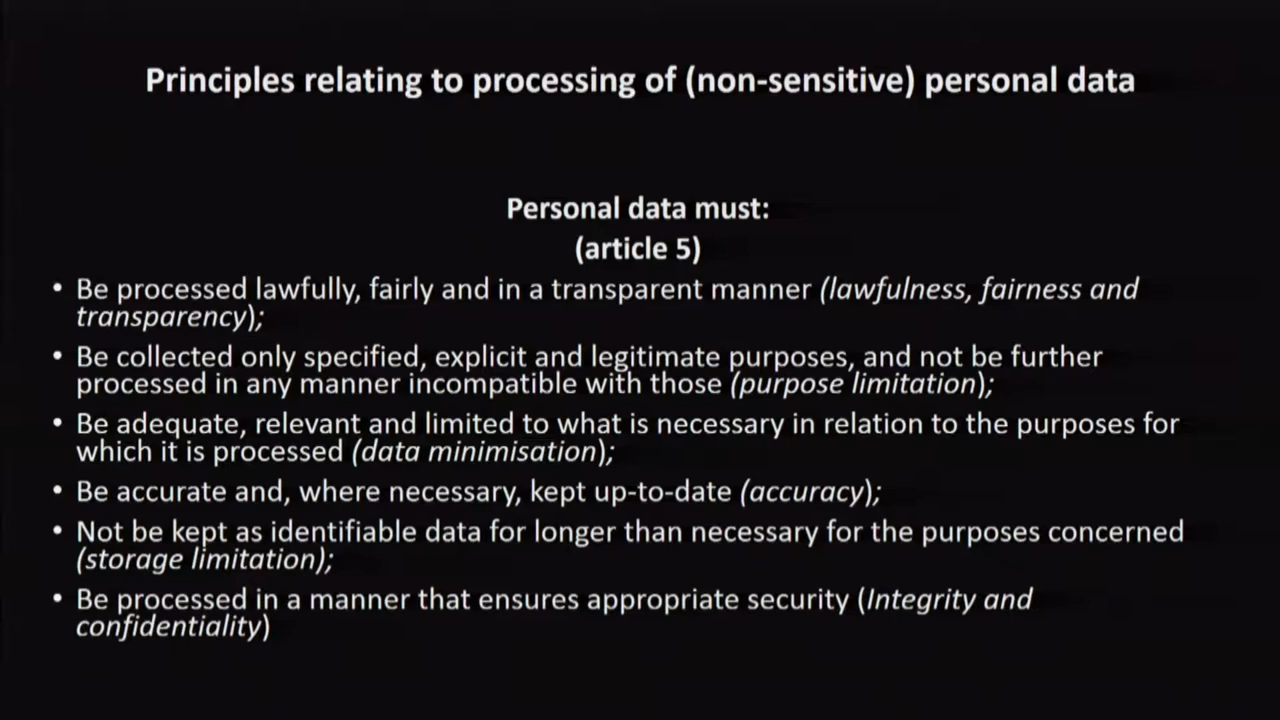 Principles relating to processing of (non-sensitive) personal data
Personal data must:
(article 5)
• Be processed lawfully, fairly and in a transparent manner (lawfulness, fairness and
transparency);
• Be collected only specified, explicit and legitimate purposes, and not be further
processed in any manner incompatible with those (purpose limitation);
• Be adequate, relevant and limited to what is necessary in relation to the purposes for
which it is processed (data minimisation);
• Be accurate and, where necessary, kept up-to-date (accuracy);
• Not be kept as identifiable data for longer than necessary for the purposes concerned
(storage limitation);
• Be processed in a manner that ensures appropriate security (Integrity and
confidentiality)